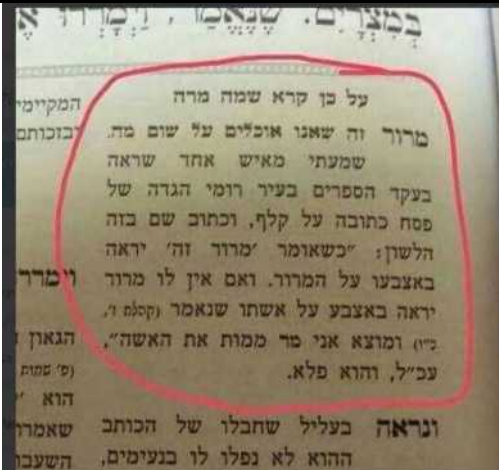 במצרים. שנאמר, וימררו א
על כן קרא שמה מרה
מרור זה שאנו אוכלים על שום מה.
שמעתי מאיש אחד שראה
בעקד הספרים בעיר רומי הגדה של
פסח כתובה על קלף, וכתוב שם בזה
הלשון: "כשאומר 'מרור זה' יראה
באצבעו על המרור. ואם אין לו מרור
יראה באצבע על אשתו שנאמר (קהלת ז',
כ"ו) ומוצא אני מר ממות את האשה",
עכ"ל, והוא פלא.
ונראה בעליל שחבלו של הכותב
ההוא לא נפלו לו בנעימים,
המקיימי
ובזכותם
וימרר
הגאון
(פ' שמות
הוא
שאמרו
השעבו